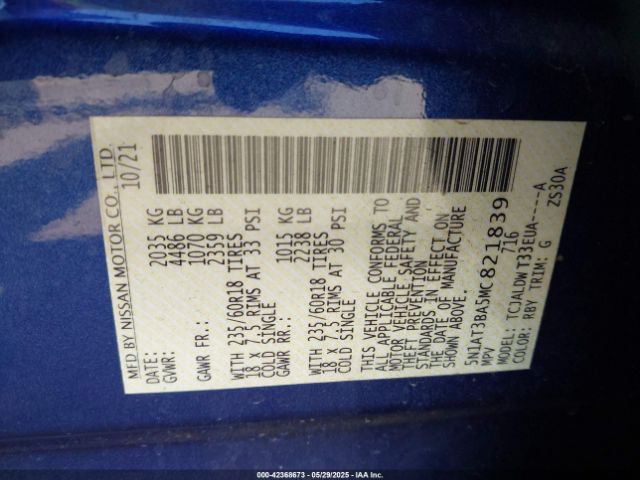 MFD BY NISSAN MOTOR CO., LTD.
DATE: 10/21
GVWR: 2035 KG
4486 LB
GAWR FR.: 1070 KG
2359 LB
WITH 235/60R18 TIRES
18 X 7.5 RIMS AT 33 PSI
COLD SINGLE
GAWR RR.: 1015 KG
2238 LB
WITH 235/60R18 TIRES
18 X 7.5 RIMS AT 30 PSI
COLD SINGLE
THIS VEHICLE CONFORMS TO
ALL APPLICABLE FEDERAL
MOTOR VEHICLE SAFETY AND
THEFT PREVENTION
STANDARDS IN EFFECT ON
THE DATE OF MANUFACTURE
SHOWN ABOVE.
5N1AT3BA5MC821839
MPV 716
MODEL: TCJALDWT33EUA-----A
COLOR: RBY TRIM: G ZS30A
000-42368673 — 05/29/2025 — IAA, Inc.